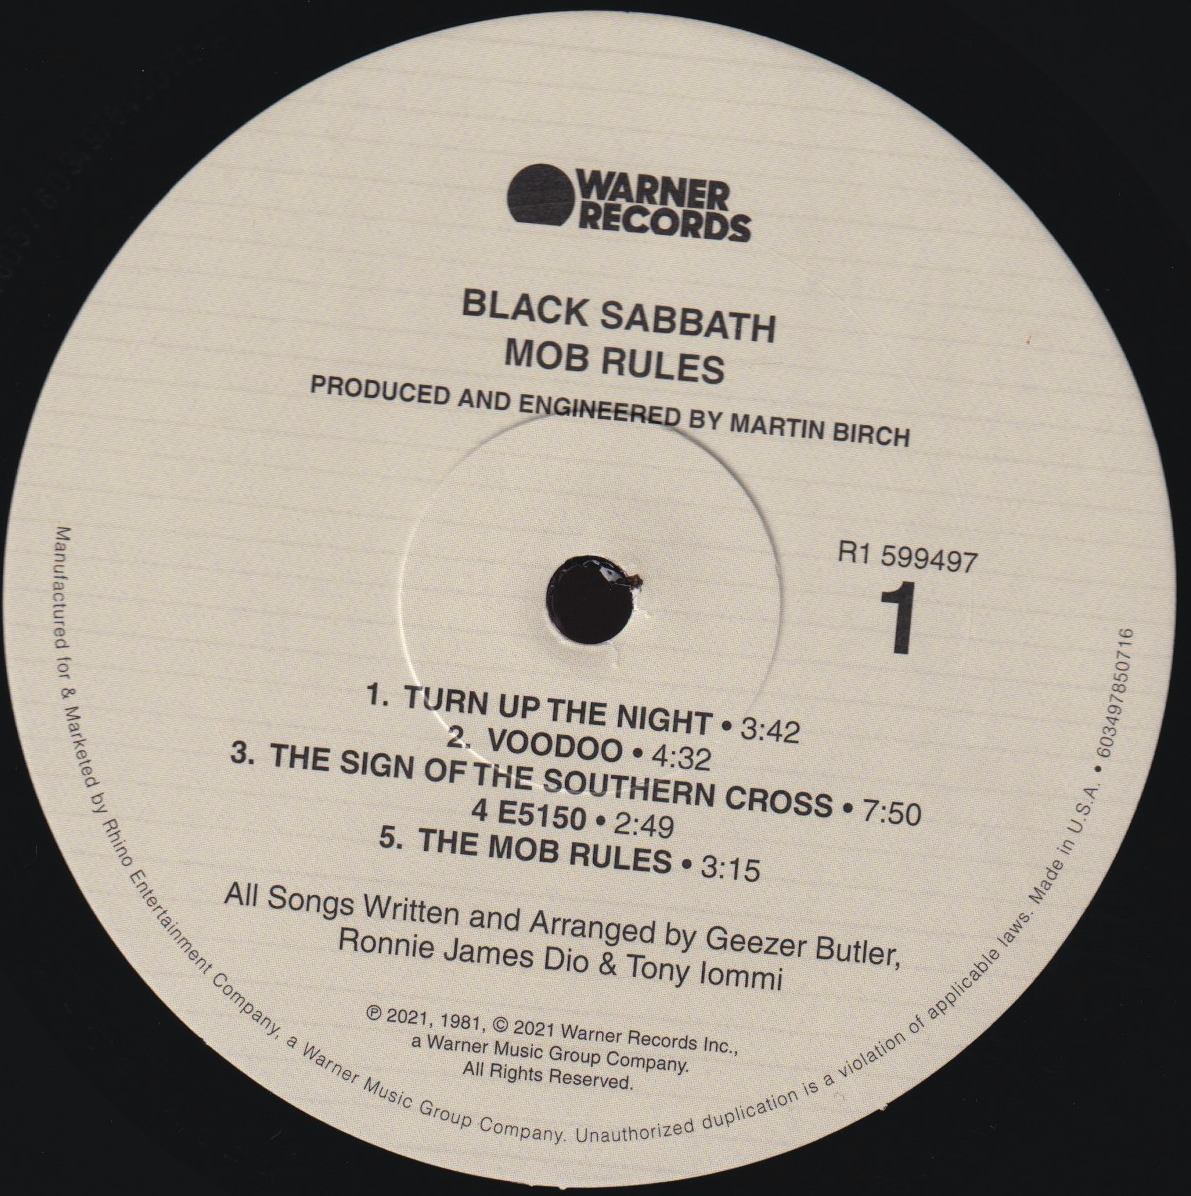 WARNER
RECORDS
BLACK SABBATH
MOB RULES
PRODUCED AND ENGINEERED BY MARTIN BIRCH
R1 599497
1
1. TURN UP THE NIGHT • 3:42
2. VOODOO • 4:32
3. THE SIGN OF THE SOUTHERN CROSS • 7:50
4 E5150 • 2:49
5. THE MOB RULES • 3:15
All Songs Written and Arranged by Geezer Butler,
Ronnie James Dio & Tony Iommi
℗ 2021, 1981, © 2021 Warner Records Inc.,
a Warner Music Group Company.
All Rights Reserved.
Manufactured for & Marketed by Rhino Entertainment Company, a Warner Music Group Company. Unauthorized duplication is a violation of applicable laws. Made in U.S.A. • 603497850716